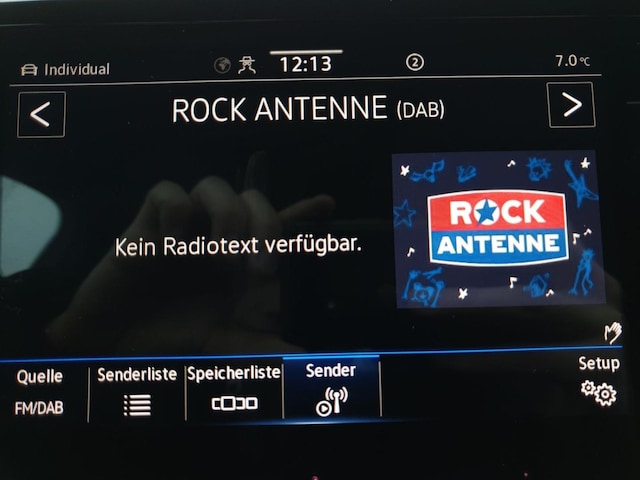 Individual
12:13
2
7.0 °C
<
ROCK ANTENNE (DAB)
>
ROCK
ANTENNE
Kein Radiotext verfügbar.
Quelle
FM/DAB
Senderliste
Speicherliste
Sender
Setup